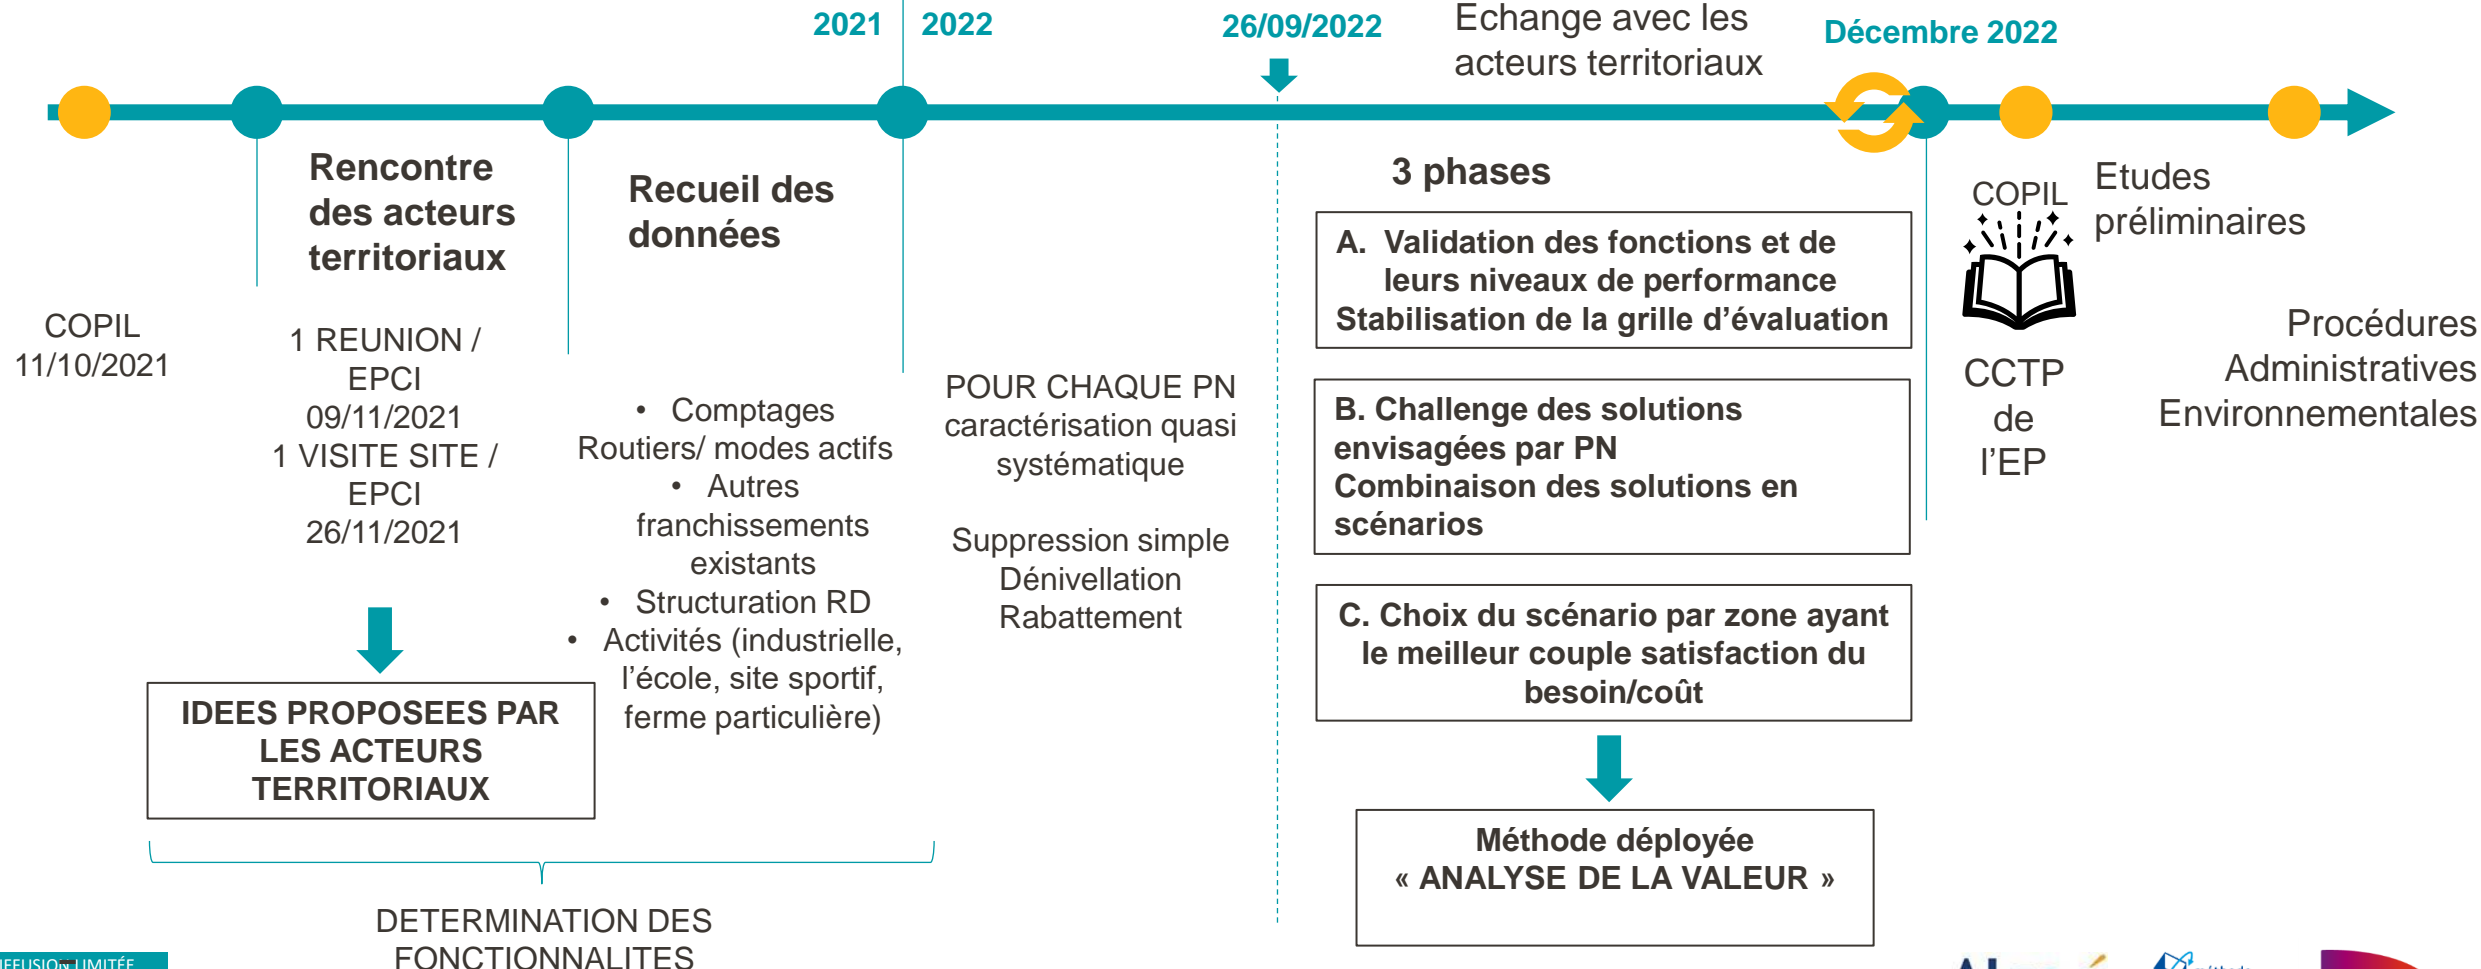 2021
2022
26/09/2022
Echange avec les
acteurs territoriaux
Décembre 2022
COPIL
11/10/2021
Rencontre
des acteurs
territoriaux
1 REUNION /
EPCI
09/11/2021
1 VISITE SITE /
EPCI
26/11/2021
IDEES PROPOSEES PAR
LES ACTEURS
TERRITORIAUX
Recueil des
données
• Comptages
Routiers/ modes actifs
• Autres
franchissements
existants
• Structuration RD
• Activités (industrielle,
l’école, site sportif,
ferme particulière)
DETERMINATION DES
FONCTIONNALITES
POUR CHAQUE PN
caractérisation quasi
systématique
Suppression simple
Dénivellation
Rabattement
3 phases
A. Validation des fonctions et de
leurs niveaux de performance
Stabilisation de la grille d’évaluation
B. Challenge des solutions
envisagées par PN
Combinaison des solutions en
scénarios
C. Choix du scénario par zone ayant
le meilleur couple satisfaction du
besoin/coût
Méthode déployée
« ANALYSE DE LA VALEUR »
COPIL
CCTP
de
l’EP
Etudes
préliminaires
Procédures
Administratives
Environnementales
LIMITÉE